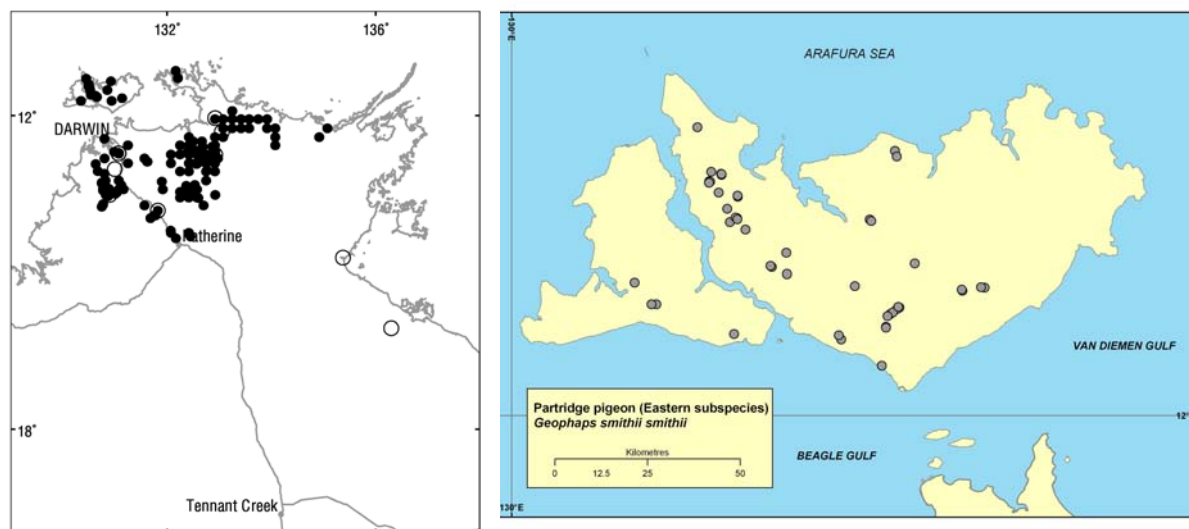 132°
136°
12°
DARWIN
Katherine
18°
Tennant Creek
130°E
ARAFURA SEA
VAN DIEMEN GULF
12°
Partridge pigeon (Eastern subspecies)
Geophaps smithii smithii
Kilometres
0 12.5 25 50
BEAGLE GULF
130°E